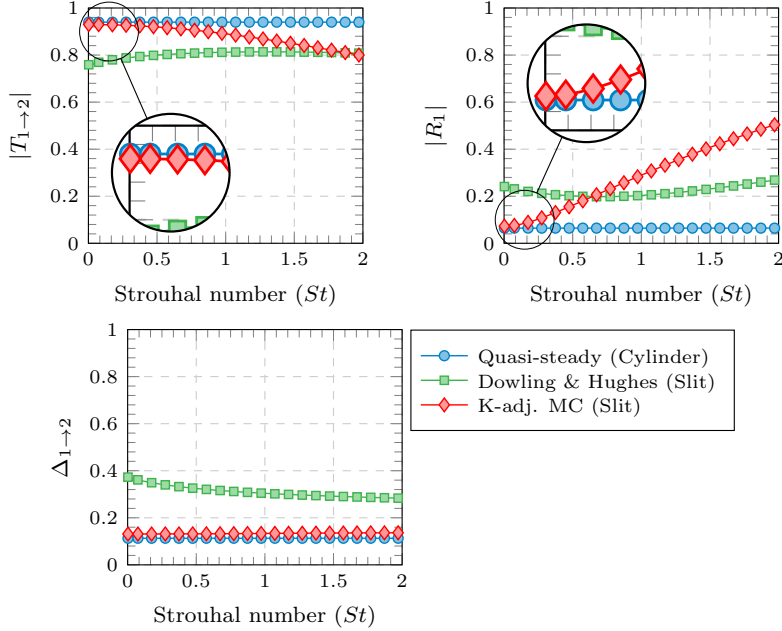 1
0.8
0.6
0.4
0.2
0
|T1→2|
0 0.5 1 1.5 2
Strouhal number (St)
1
0.8
0.6
0.4
0.2
0
|R1|
0 0.5 1 1.5 2
Strouhal number (St)
1
0.8
0.6
0.4
0.2
0
Δ1→2
0 0.5 1 1.5 2
Strouhal number (St)
Quasi-steady (Cylinder)
Dowling & Hughes (Slit)
K-adj. MC (Slit)